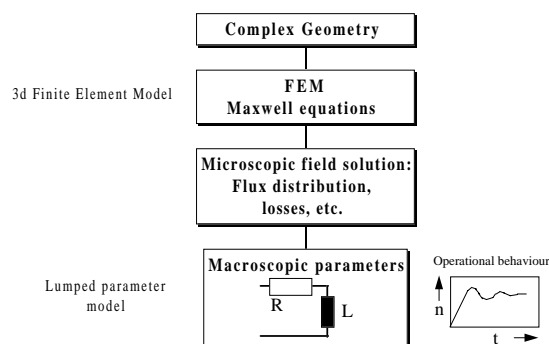 Complex Geometry
3d Finite Element Model
FEM
Maxwell equations
Microscopic field solution:
Flux distribution,
losses, etc.
Lumped parameter
model
Macroscopic parameters
R
L
Operational behaviour
n
t